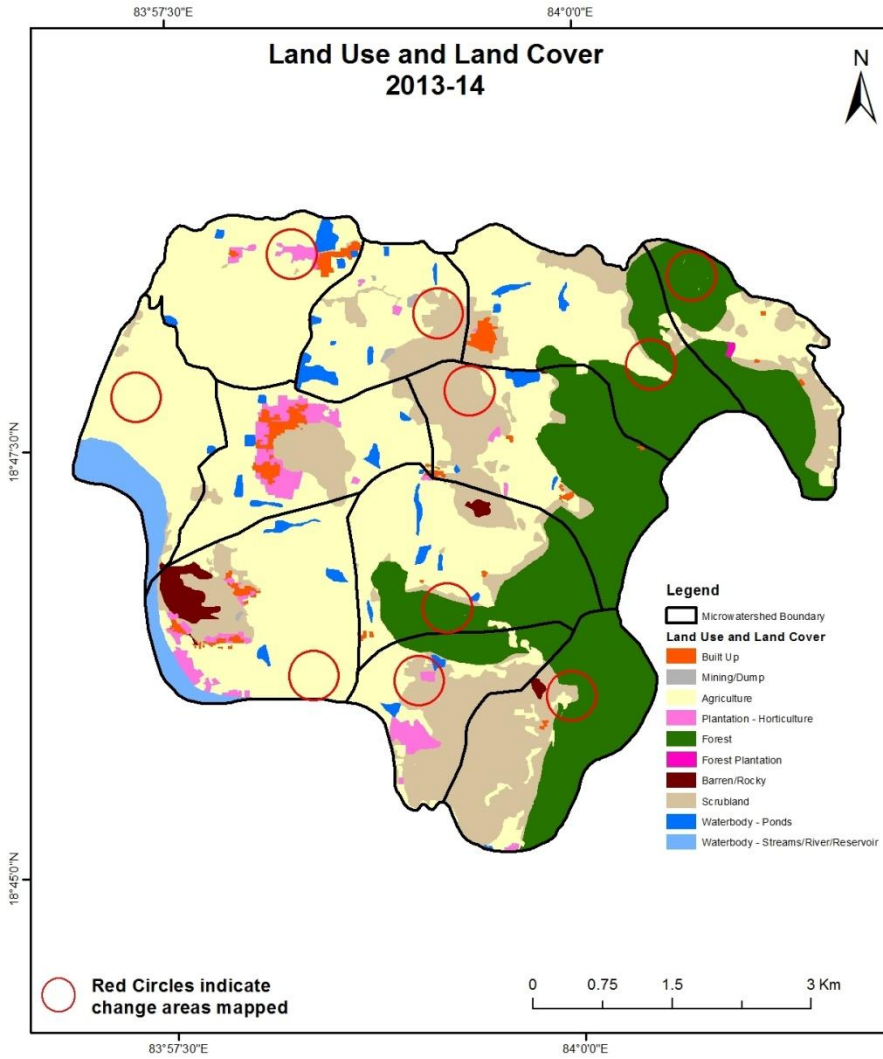 83°57'30"E
84°0'0"E
Land Use and Land Cover
2013-14
N
18°47'30"N
18°45'0"N
Legend
Microwatershed Boundary
Land Use and Land Cover
Built Up
Mining/Dump
Agriculture
Plantation - Horticulture
Forest
Forest Plantation
Barren/Rocky
Scrubland
Waterbody - Ponds
Waterbody - Streams/River/Reservoir
Red Circles indicate
change areas mapped
0 0.75 1.5 3 Km
83°57'30"E
84°0'0"E